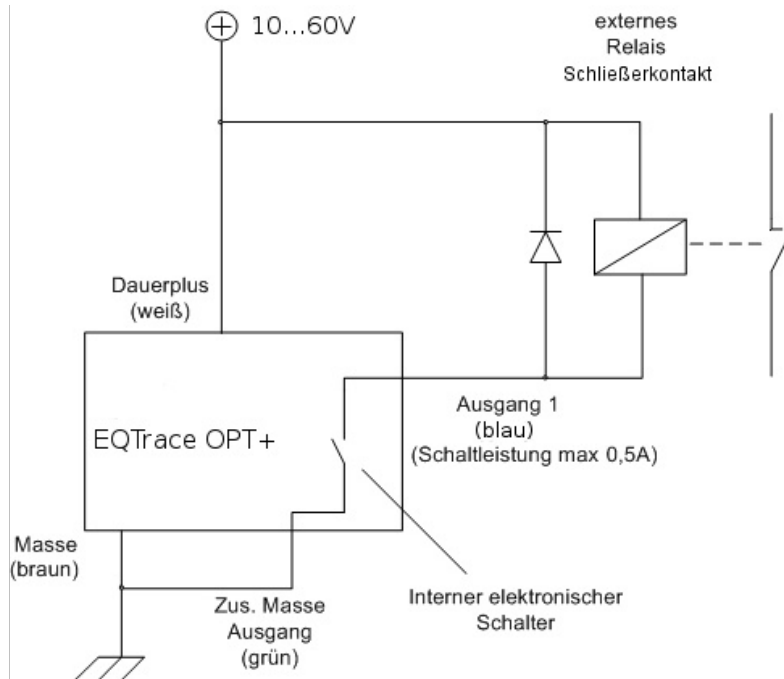 10...60V
externes
Relais
Schließerkontakt
Dauerplus
(weiß)
EQTrace OPT+
Ausgang 1
(blau)
(Schaltleistung max 0,5A)
Masse
(braun)
Zus. Masse
Ausgang
(grün)
Interner elektronischer
Schalter